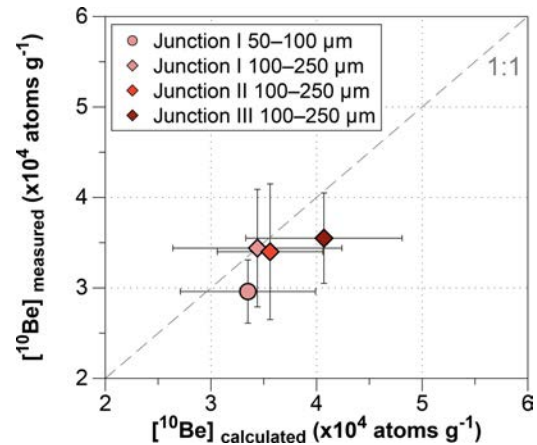 6
5
4
3
2
[¹⁰Be] measured (x10⁴ atoms g⁻¹)
Junction I 50–100 µm
Junction I 100–250 µm
Junction II 100–250 µm
Junction III 100–250 µm
1:1
2 3 4 5 6
[¹⁰Be] calculated (x10⁴ atoms g⁻¹)